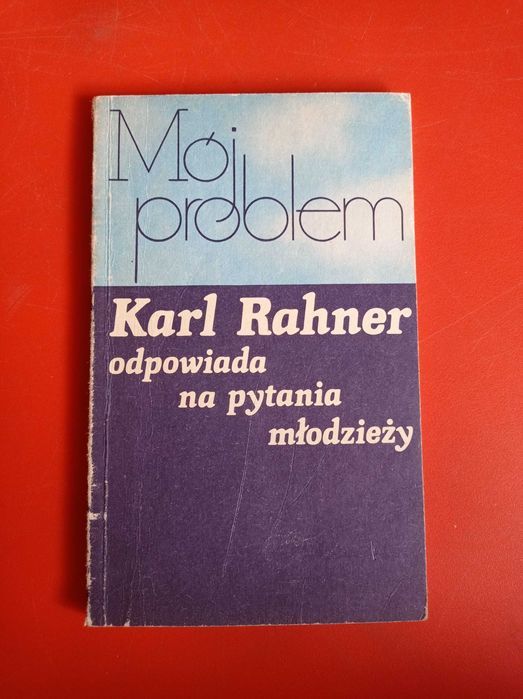 Mój
problem
Karl Rahner
odpowiada
na pytania
młodzieży